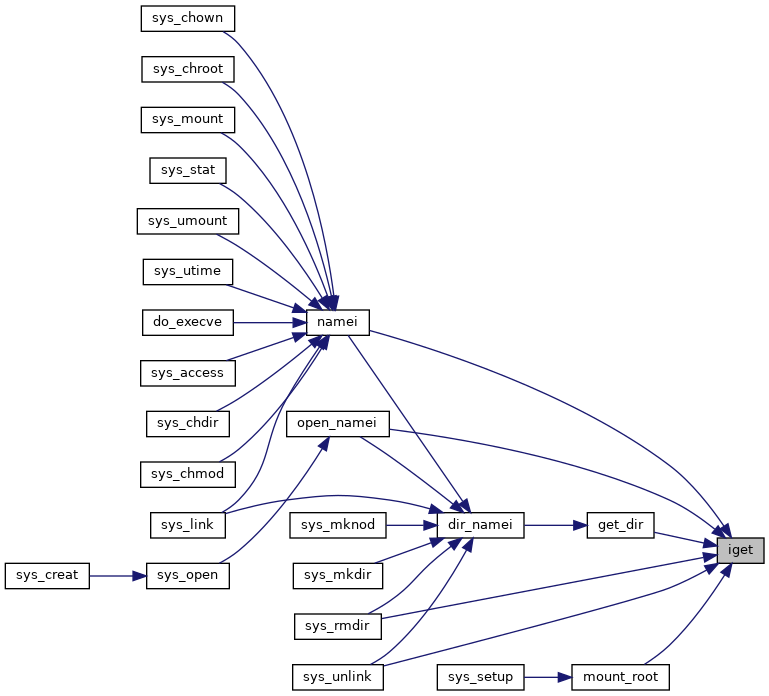 sys_chown
sys_chroot
sys_mount
sys_stat
sys_umount
sys_utime
do_execve
namei
sys_access
sys_chdir
open_namei
sys_chmod
sys_link
sys_mknod
dir_namei
get_dir
iget
sys_creat
sys_open
sys_mkdir
sys_rmdir
sys_unlink
sys_setup
mount_root